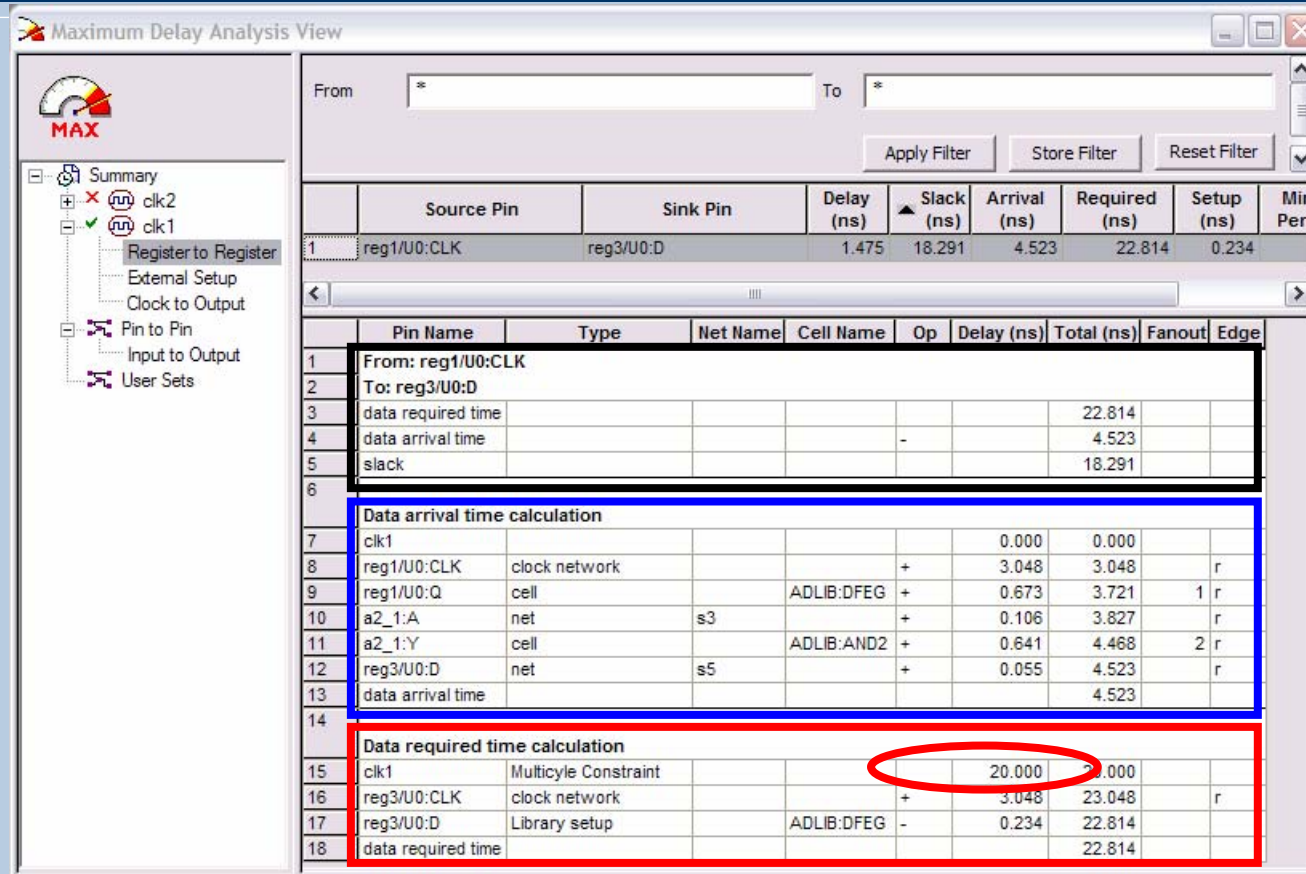 Maximum Delay Analysis View
MAX
Summary
clk2
clk1
Register to Register
External Setup
Clock to Output
Pin to Pin
Input to Output
User Sets
From * To *
Apply Filter Store Filter Reset Filter
Source Pin Sink Pin Delay (ns) Slack (ns) Arrival (ns) Required (ns) Setup (ns)
1 reg1/U0:CLK reg3/U0:D 1.475 18.291 4.523 22.814 0.234
Pin Name Type Net Name Cell Name Op Delay (ns) Total (ns) Fanout Edge
1 From: reg1/U0:CLK
2 To: reg3/U0:D
3 data required time 22.814
4 data arrival time - 4.523
5 slack 18.291
6
Data arrival time calculation
7 clk1 0.000 0.000
8 reg1/U0:CLK clock network + 3.048 3.048 r
9 reg1/U0:Q cell ADLIB:DFEG + 0.673 3.721 1 r
10 a2_1:A net s3 + 0.106 3.827 r
11 a2_1:Y cell ADLIB:AND2 + 0.641 4.468 2 r
12 reg3/U0:D net s5 + 0.055 4.523 r
13 data arrival time 4.523
14
Data required time calculation
15 clk1 Multicyle Constraint 20.000
16 reg3/U0:CLK clock network + 3.048 23.048 r
17 reg3/U0:D Library setup ADLIB:DFEG - 0.234 22.814
18 data required time 22.814